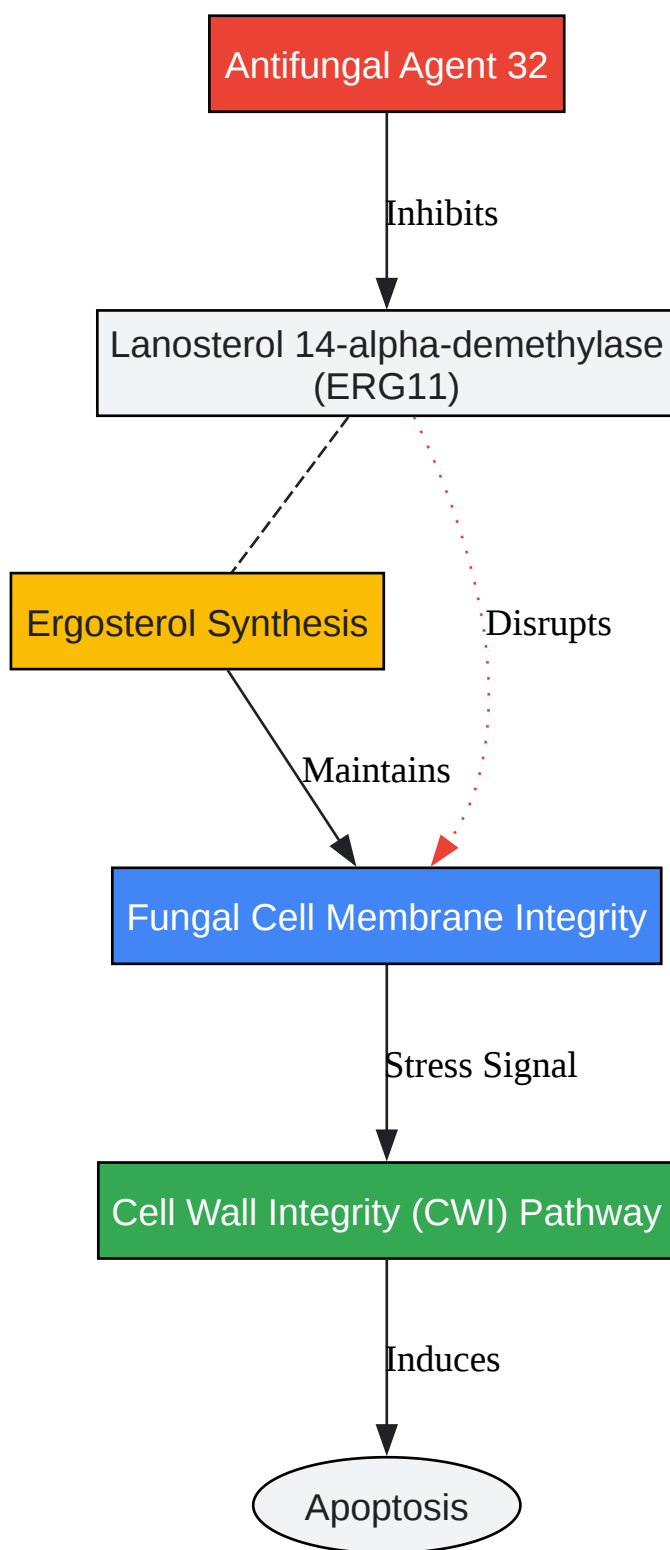 Antifungal Agent 32
Inhibits
Lanosterol 14-alpha-demethylase
(ERG11)
Ergosterol Synthesis
Disrupts
Maintains
Fungal Cell Membrane Integrity
Stress Signal
Cell Wall Integrity (CWI) Pathway
Induces
Apoptosis